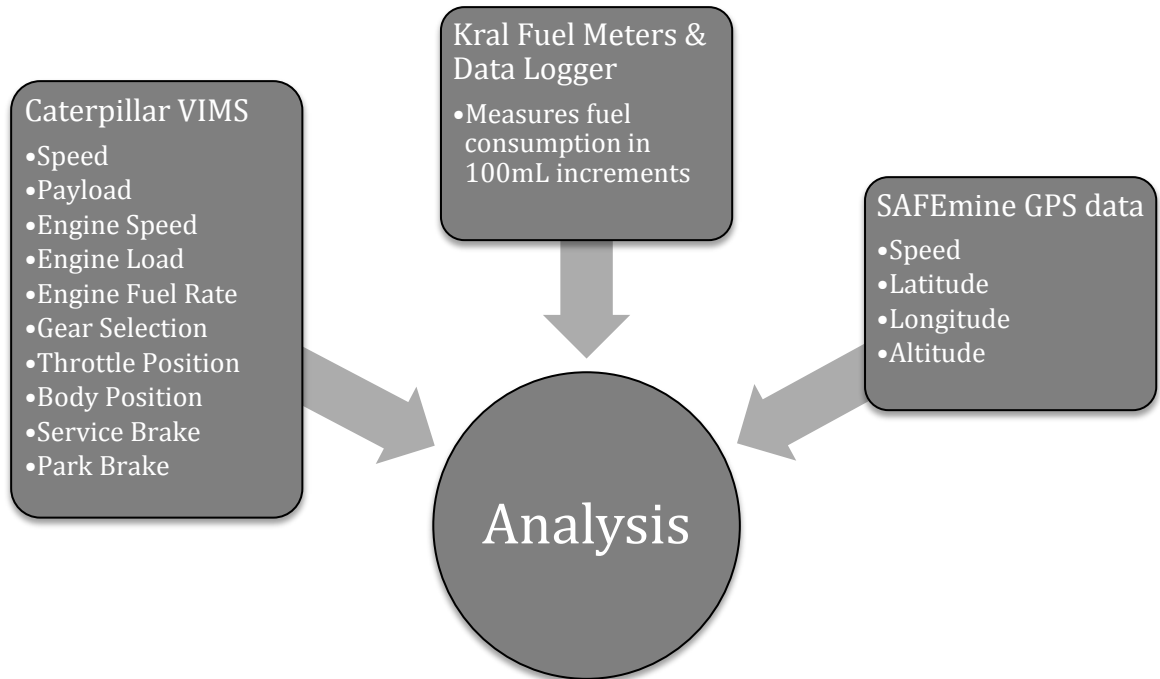 Caterpillar VIMS
•Speed
•Payload
•Engine Speed
•Engine Load
•Engine Fuel Rate
•Gear Selection
•Throttle Position
•Body Position
•Service Brake
•Park Brake
Kral Fuel Meters &
Data Logger
•Measures fuel
consumption in
100mL increments
SAFEmine GPS data
•Speed
•Latitude
•Longitude
•Altitude
Analysis